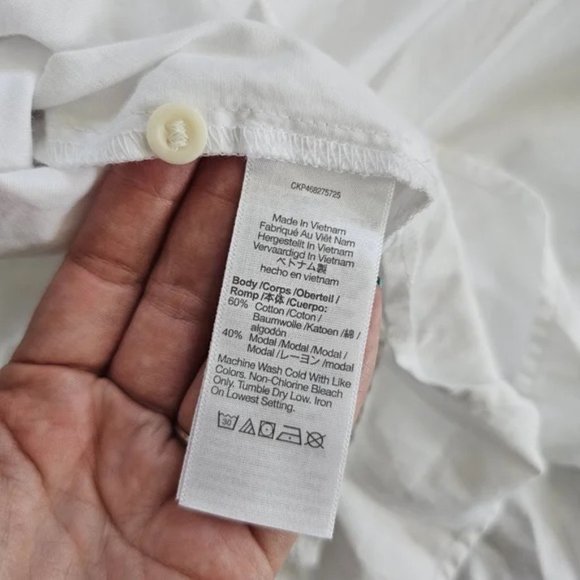 CKP468275725
Made In Vietnam
Fabriqué Au Viêt Nam
Hergestellt In Vietnam
Vervaardigd In Vietnam
ベトナム製
hecho en vietnam
Body /Corps /Oberteil /
Romp /本体 /Cuerpo:
60% Cotton /Coton /
Baumwolle /Katoen /綿 /
algodón
40% Modal /Modal /Modal /
Modal /レーヨン /modal
Machine Wash Cold With Like
Colors. Non-Chlorine Bleach
Only. Tumble Dry Low. Iron
On Lowest Setting.
30